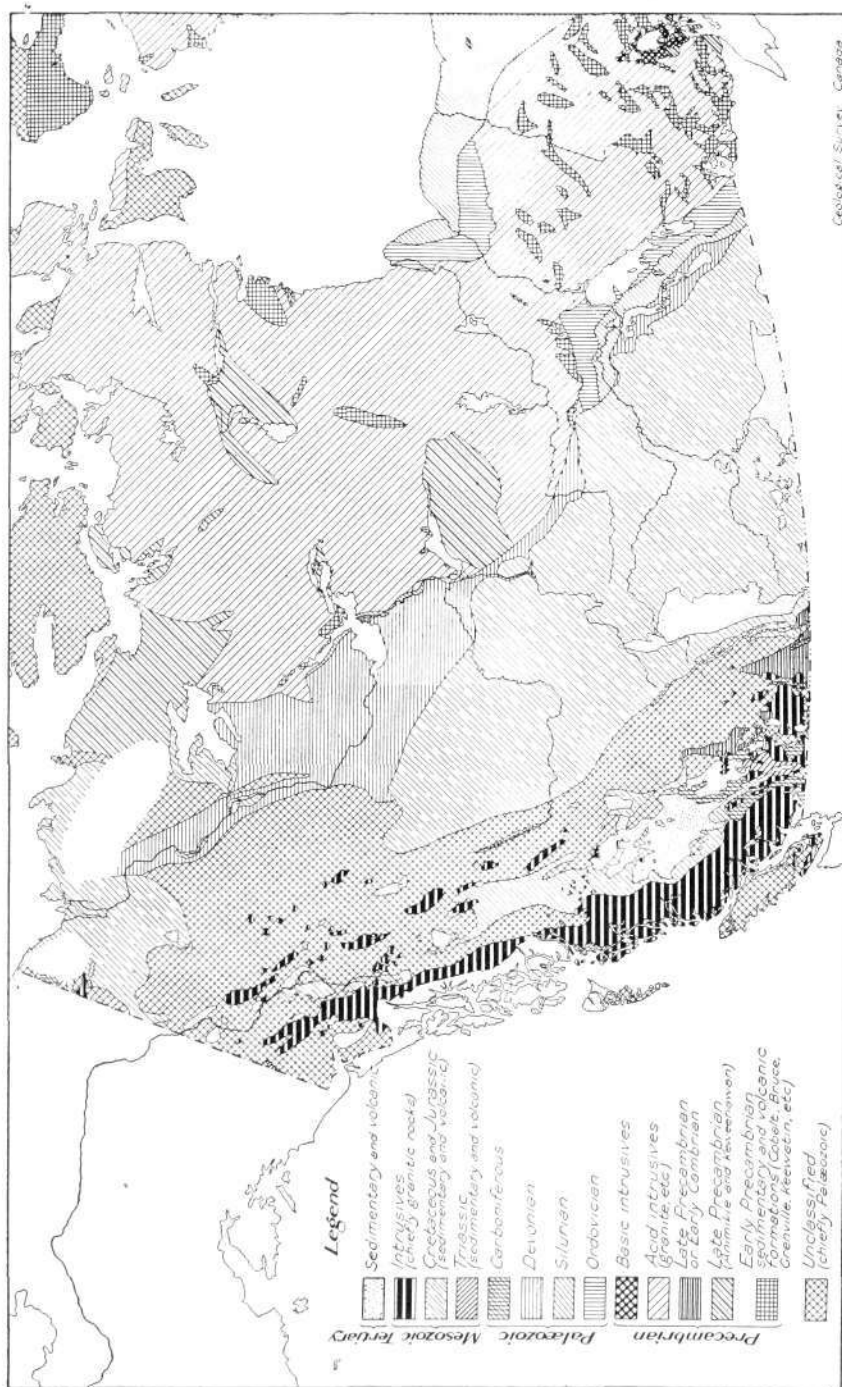 Legend
Tertiary
Sedimentary and volcanic
Mesozoic
Intrusives
(chiefly granitic rocks)
Cretaceous and Jurassic
(sedimentary and volcanic)
Triassic
(sedimentary and volcanic)
Palæozoic
Carboniferous
Devonian
Silurian
Ordovician
Precambrian
Basic intrusives
Acid intrusives
(granite, etc)
Late Precambrian
or Early Cambrian
Late Precambrian
(Animikie and Keweenawan)
Early Precambrian
sedimentary and volcanic
formations (Cobalt, Bruce,
Grenville, Keewatin, etc)
Unclassified
(chiefly Palæozoic)
Geological Survey, Canada